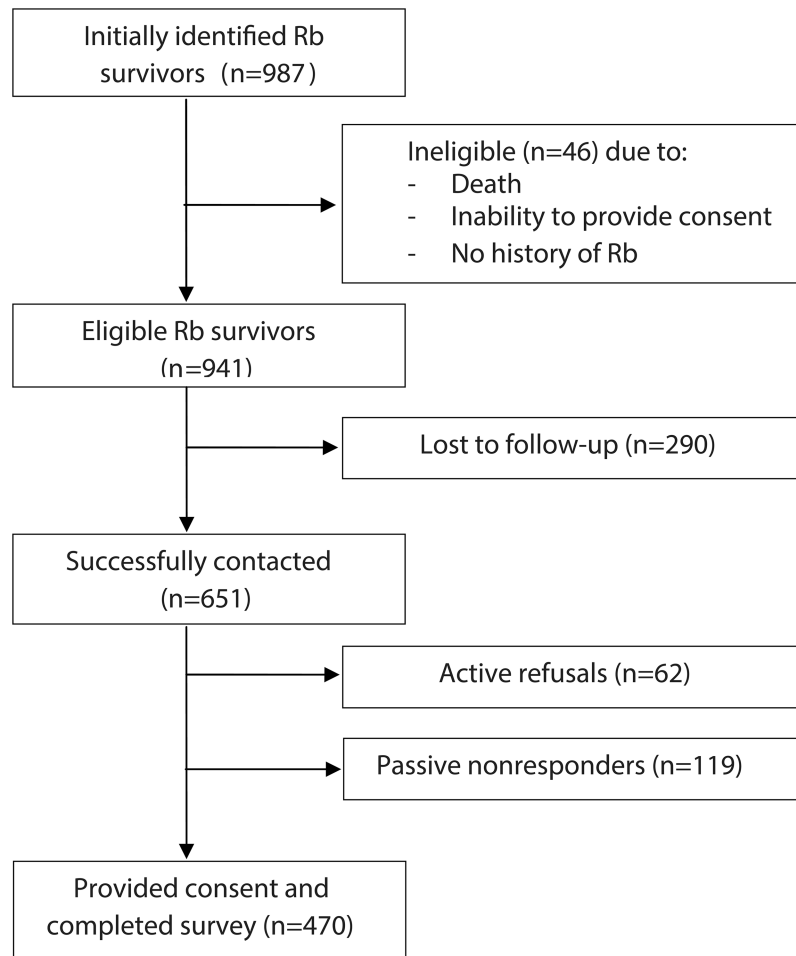 Initially identified Rb
survivors (n=987)
Ineligible (n=46) due to:
- Death
- Inability to provide consent
- No history of Rb
Eligible Rb survivors
(n=941)
Lost to follow-up (n=290)
Successfully contacted
(n=651)
Active refusals (n=62)
Passive nonresponders (n=119)
Provided consent and
completed survey (n=470)